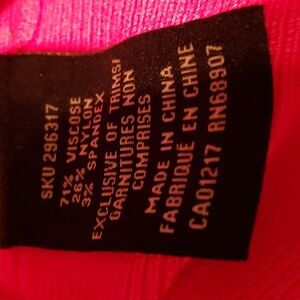 SKU 296317
71% VISCOSE
26% NYLON
3% SPANDEX
EXCLUSIVE OF TRIMS/
GARNITURES NON
COMPRISES
MADE IN CHINA
FABRIQUÉ EN CHINE
CA01217 RN68907